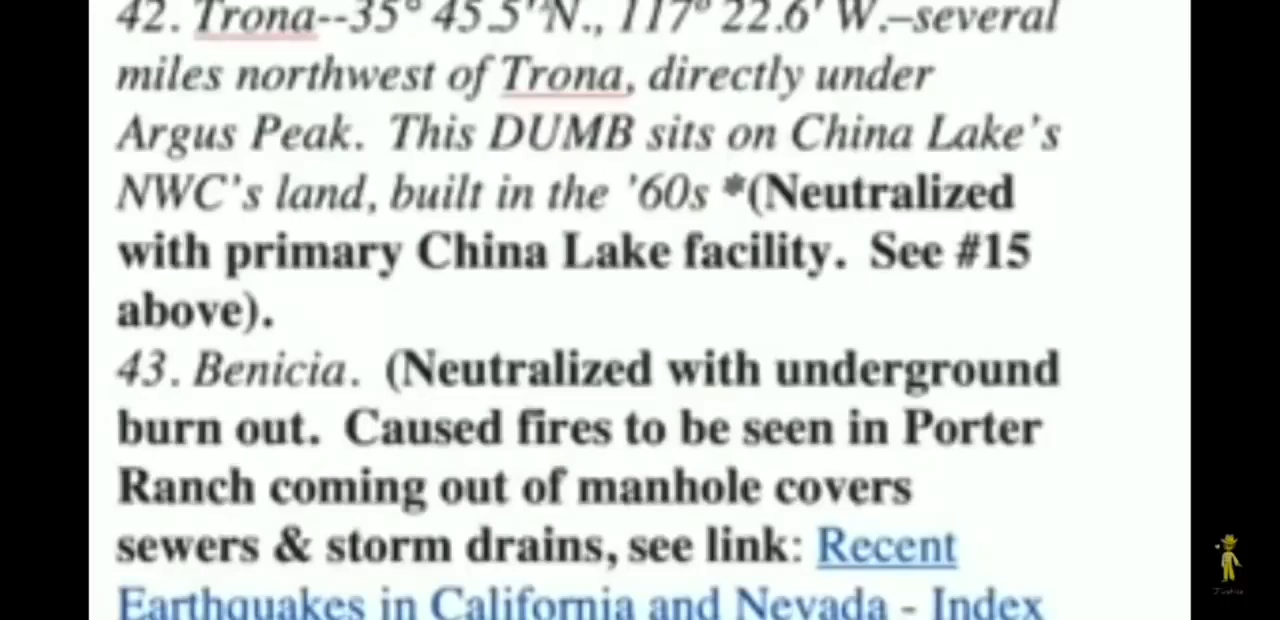 42. Trona--35° 45.5' N., 117° 22.6' W.–several
miles northwest of Trona, directly under
Argus Peak.  This DUMB sits on China Lake's
NWC's land, built in the '60s *(Neutralized
with primary China Lake facility.  See #15
above).
43. Benicia.  (Neutralized with underground
burn out.  Caused fires to be seen in Porter
Ranch coming out of manhole covers
sewers & storm drains, see link: Recent
Earthquakes in California and Nevada - Index
Justice